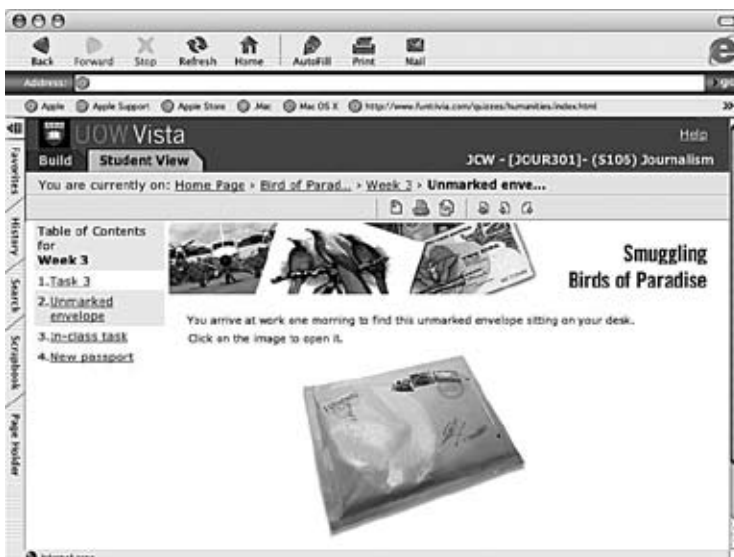 Back Forward Stop Refresh Home AutoFill Print Mail
Address: go
Apple Apple Support Apple Store .Mac Mac OS X http://www.funtrivia.com/quizzes/humanities/index.html
UOW Vista Help
Build Student View JCW - [JOUR301]- (S106) Journalism
You are currently on: Home Page › Bird of Parad... › Week 3 › Unmarked enve...
Favorites
History
Search
Scrapbook
Page Holder
Table of Contents
for
Week 3
1.Task 3
2.Unmarked
envelope
3.In-class task
4.New passport
Smuggling
Birds of Paradise
You arrive at work one morning to find this unmarked envelope sitting on your desk.
Click on the image to open it.
Internet zone